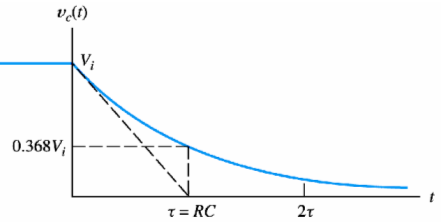 v_c(t)
V_i
0.368V_i
t
τ = RC
2τ